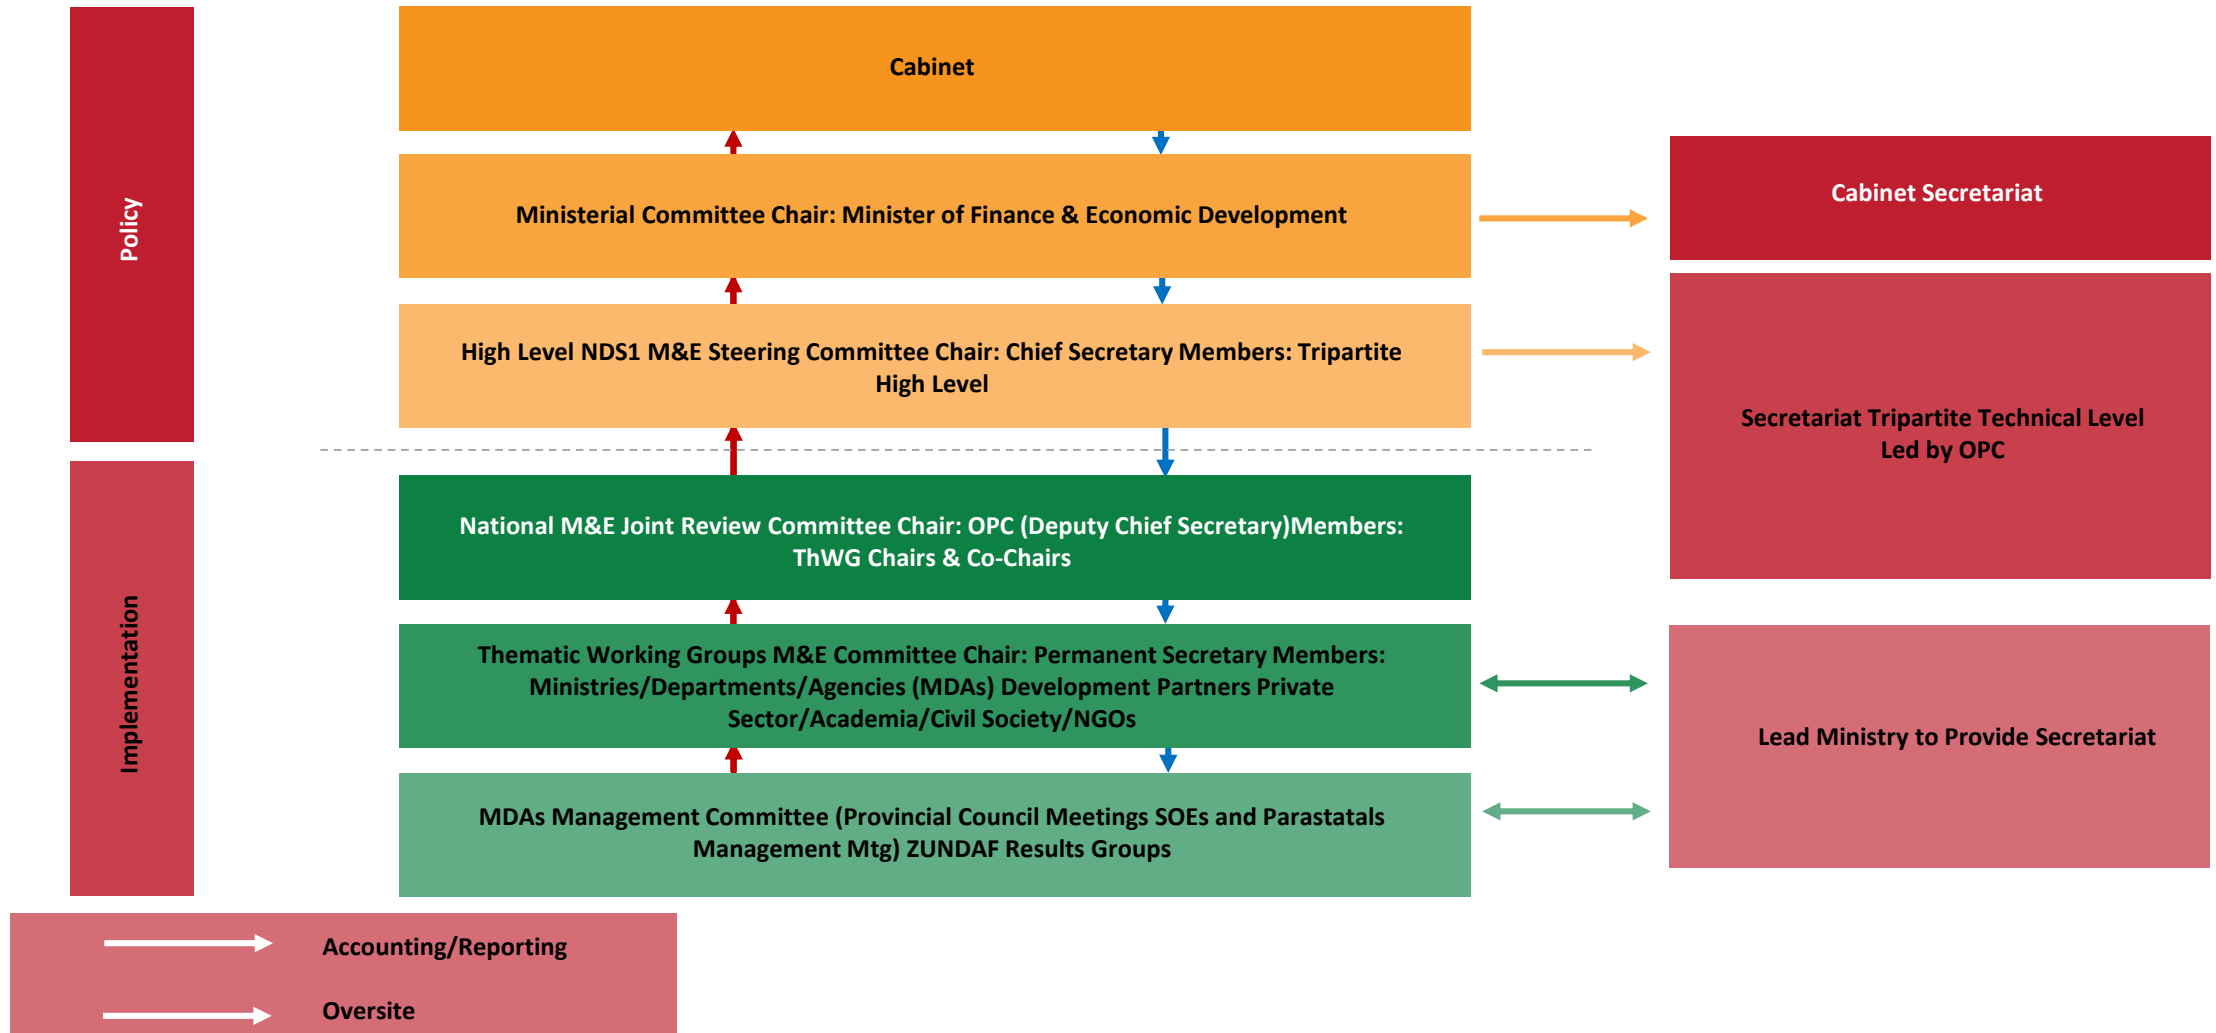 Policy
Cabinet
Ministerial Committee Chair: Minister of Finance & Economic Development
Cabinet Secretariat
High Level NDS1 M&E Steering Committee Chair: Chief Secretary Members: Tripartite
High Level
Secretariat Tripartite Technical Level
Led by OPC
Implementation
National M&E Joint Review Committee Chair: OPC (Deputy Chief Secretary)Members:
ThWG Chairs & Co-Chairs
Thematic Working Groups M&E Committee Chair: Permanent Secretary Members:
Ministries/Departments/Agencies (MDAs) Development Partners Private
Sector/Academia/Civil Society/NGOs
Lead Ministry to Provide Secretariat
MDAs Management Committee (Provincial Council Meetings SOEs and Parastatals
Management Mtg) ZUNDAF Results Groups
Accounting/Reporting
Oversite